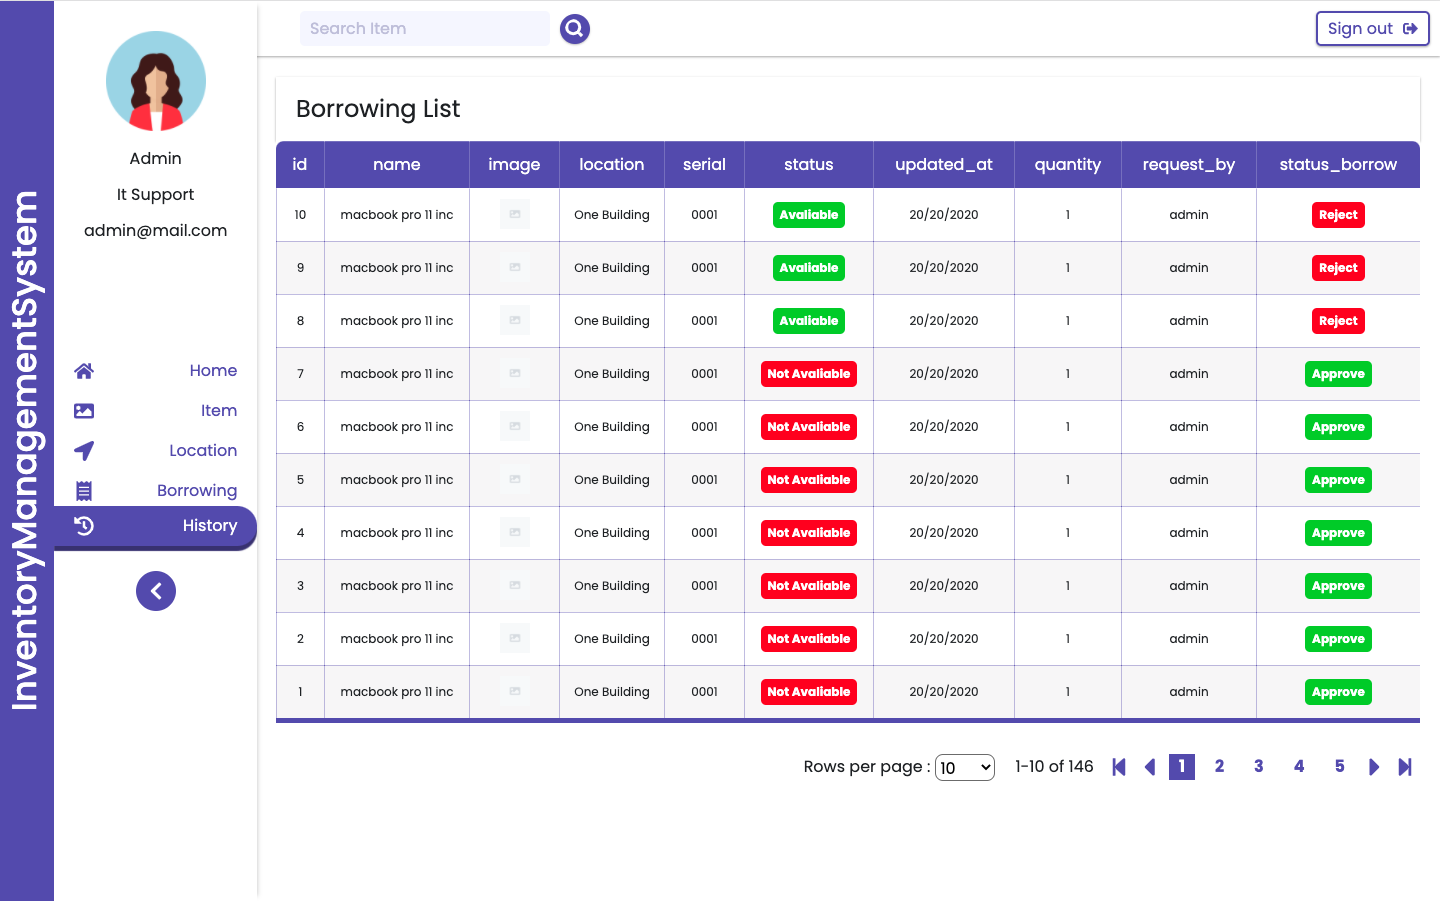 InventoryManagementSystem
Admin
It Support
admin@mail.com
Home
Item
Location
Borrowing
History
Search Item
Sign out
Borrowing List
id name image location serial status updated_at quantity request_by status_borrow
10 macbook pro 11 inc One Building 0001 Avaliable 20/20/2020 1 admin Reject
9 macbook pro 11 inc One Building 0001 Avaliable 20/20/2020 1 admin Reject
8 macbook pro 11 inc One Building 0001 Avaliable 20/20/2020 1 admin Reject
7 macbook pro 11 inc One Building 0001 Not Avaliable 20/20/2020 1 admin Approve
6 macbook pro 11 inc One Building 0001 Not Avaliable 20/20/2020 1 admin Approve
5 macbook pro 11 inc One Building 0001 Not Avaliable 20/20/2020 1 admin Approve
4 macbook pro 11 inc One Building 0001 Not Avaliable 20/20/2020 1 admin Approve
3 macbook pro 11 inc One Building 0001 Not Avaliable 20/20/2020 1 admin Approve
2 macbook pro 11 inc One Building 0001 Not Avaliable 20/20/2020 1 admin Approve
1 macbook pro 11 inc One Building 0001 Not Avaliable 20/20/2020 1 admin Approve
Rows per page : 10 1-10 of 146 1 2 3 4 5